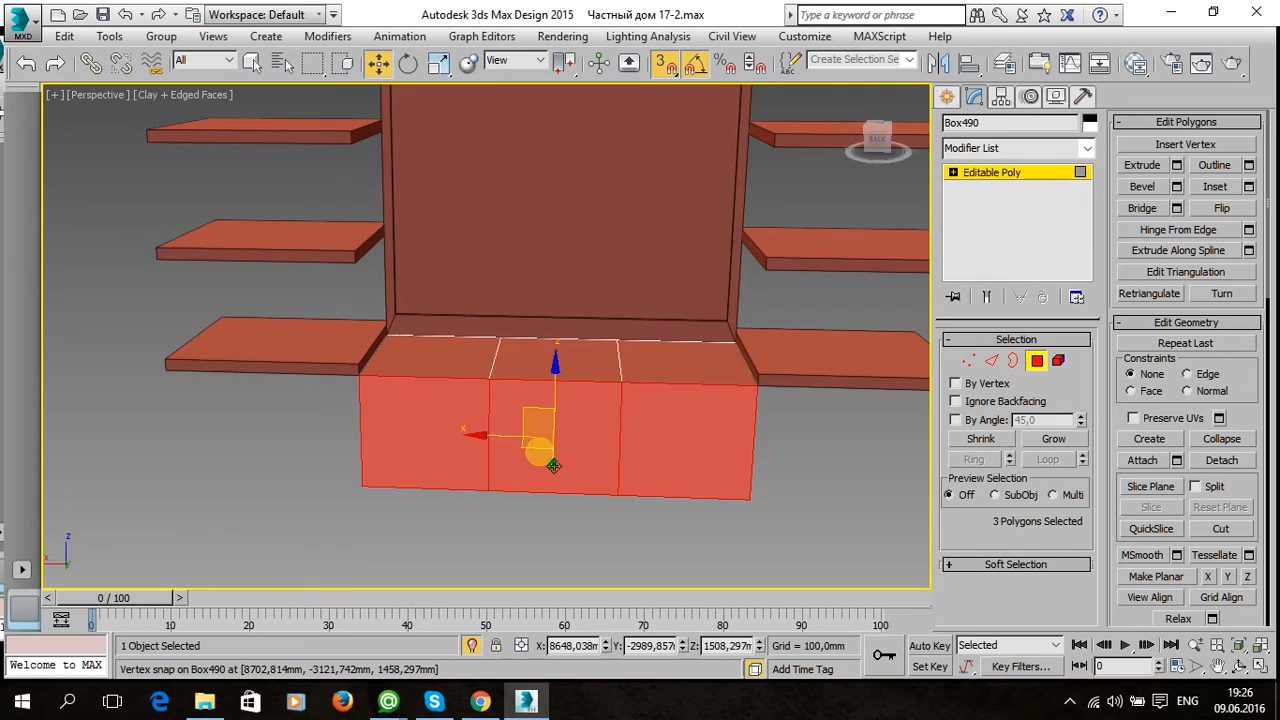 MXD
Workspace: Default
Autodesk 3ds Max Design 2015
Частный дом 17-2.max
Type a keyword or phrase
Edit Tools Group Views Create Modifiers Animation Graph Editors Rendering Lighting Analysis Civil View Customize MAXScript Help
All
View
3
Create Selection Se
[+] [Perspective] [Clay + Edged Faces]
BACK
x
z
z
x
y
Box490
Modifier List
Editable Poly
Selection
By Vertex
Ignore Backfacing
By Angle: 45,0
Shrink Grow
Ring Loop
Preview Selection
Off SubObj Multi
3 Polygons Selected
Soft Selection
Edit Polygons
Insert Vertex
Extrude Outline
Bevel Inset
Bridge Flip
Hinge From Edge
Extrude Along Spline
Edit Triangulation
Retriangulate Turn
Edit Geometry
Repeat Last
Constraints
None Edge
Face Normal
Preserve UVs
Create Collapse
Attach Detach
Slice Plane Split
Slice Reset Plane
QuickSlice Cut
MSmooth Tessellate
Make Planar X Y Z
View Align Grid Align
Relax
0 / 100
0 10 20 30 40 50 60 70 80 90 100
1 Object Selected
X: 8648,038m Y: -2989,857m Z: 1508,297m Grid = 100,0mm
Auto Key Selected
Welcome to MAX
Vertex snap on Box490 at [8702,814mm, -3121,742mm, 1458,297mm]
Add Time Tag
Set Key Key Filters... 0
ENG
19:26
09.06.2016